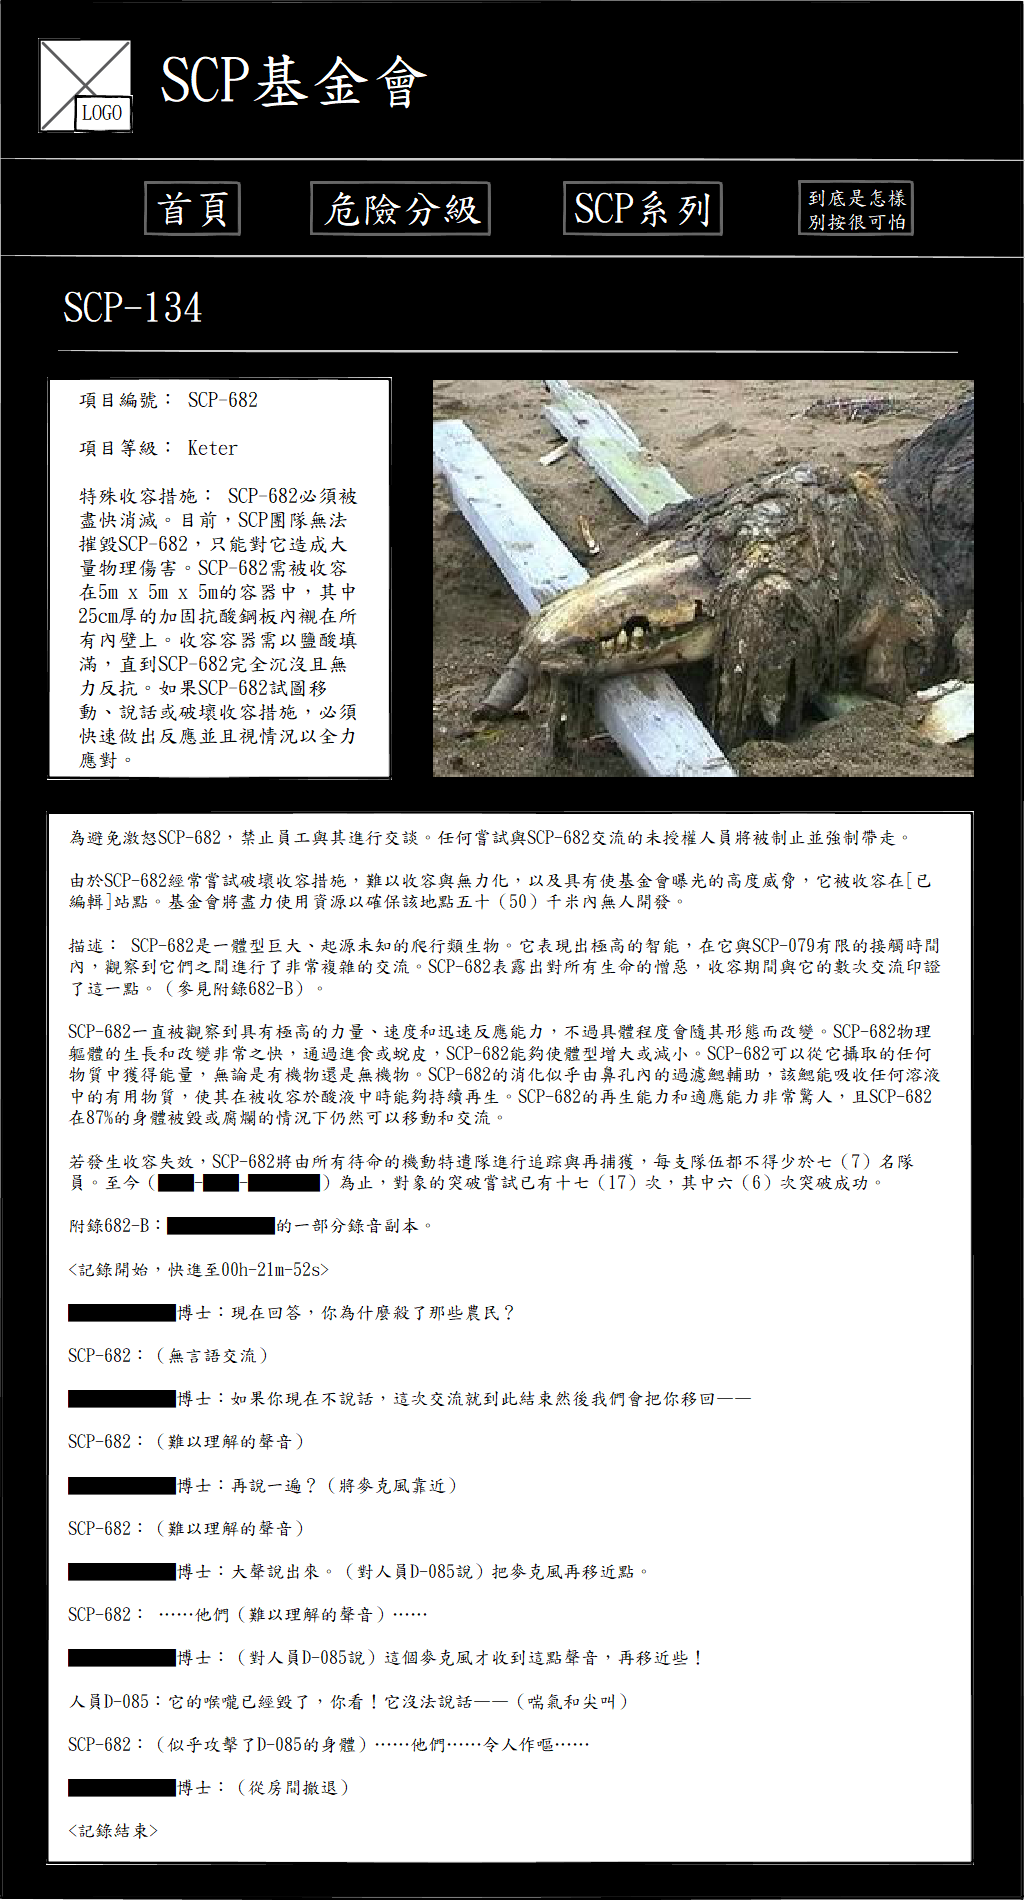 LOGO
SCP基金會
首頁
危險分級
SCP系列
到底是怎樣
別按很可怕
SCP-134
項目編號： SCP-682
項目等級： Keter
特殊收容措施： SCP-682必須被
盡快消滅。目前，SCP團隊無法
摧毀SCP-682，只能對它造成大
量物理傷害。SCP-682需被收容
在5m x 5m x 5m的容器中，其中
25cm厚的加固抗酸鋼板內襯在所
有內壁上。收容容器需以鹽酸填
滿，直到SCP-682完全沉沒且無
力反抗。如果SCP-682試圖移
動、說話或破壞收容措施，必須
快速做出反應並且視情況以全力
應對。
為避免激怒SCP-682，禁止員工與其進行交談。任何嘗試與SCP-682交流的未授權人員將被制止並強制帶走。
由於SCP-682經常嘗試破壞收容措施，難以收容與無力化，以及具有使基金會曝光的高度威脅，它被收容在[已
編輯]站點。基金會將盡力使用資源以確保該地點五十（50）千米內無人開發。
描述： SCP-682是一體型巨大、起源未知的爬行類生物。它表現出極高的智能，在它與SCP-079有限的接觸時間
內，觀察到它們之間進行了非常複雜的交流。SCP-682表露出對所有生命的憎惡，收容期間與它的數次交流印證
了這一點。（參見附錄682-B）。
SCP-682一直被觀察到具有極高的力量、速度和迅速反應能力，不過具體程度會隨其形態而改變。SCP-682物理
軀體的生長和改變非常之快，通過進食或蛻皮，SCP-682能夠使體型增大或減小。SCP-682可以從它攝取的任何
物質中獲得能量，無論是有機物還是無機物。SCP-682的消化似乎由鼻孔內的過濾鰓輔助，該鰓能吸收任何溶液
中的有用物質，使其在被收容於酸液中時能夠持續再生。SCP-682的再生能力和適應能力非常驚人，且SCP-682
在87%的身體被毀或腐爛的情況下仍然可以移動和交流。
若發生收容失效，SCP-682將由所有待命的機動特遣隊進行追踪與再捕獲，每支隊伍都不得少於七（7）名隊
員。至今（██-██-████）為止，對象的突破嘗試已有十七（17）次，其中六（6）次突破成功。
附錄682-B：██████的一部分錄音副本。
<記錄開始，快進至00h-21m-52s>
██████博士：現在回答，你為什麼殺了那些農民？
SCP-682：（無言語交流）
██████博士：如果你現在不說話，這次交流就到此結束然後我們會把你移回——
SCP-682：（難以理解的聲音）
██████博士：再說一遍？（將麥克風靠近）
SCP-682：（難以理解的聲音）
██████博士：大聲說出來。（對人員D-085說）把麥克風再移近點。
SCP-682： ……他們（難以理解的聲音）……
██████博士：（對人員D-085說）這個麥克風才收到這點聲音，再移近些！
人員D-085：它的喉嚨已經毀了，你看！它沒法說話——（喘氣和尖叫）
SCP-682：（似乎攻擊了D-085的身體）……他們……令人作嘔……
██████博士：（從房間撤退）
<記錄結束>